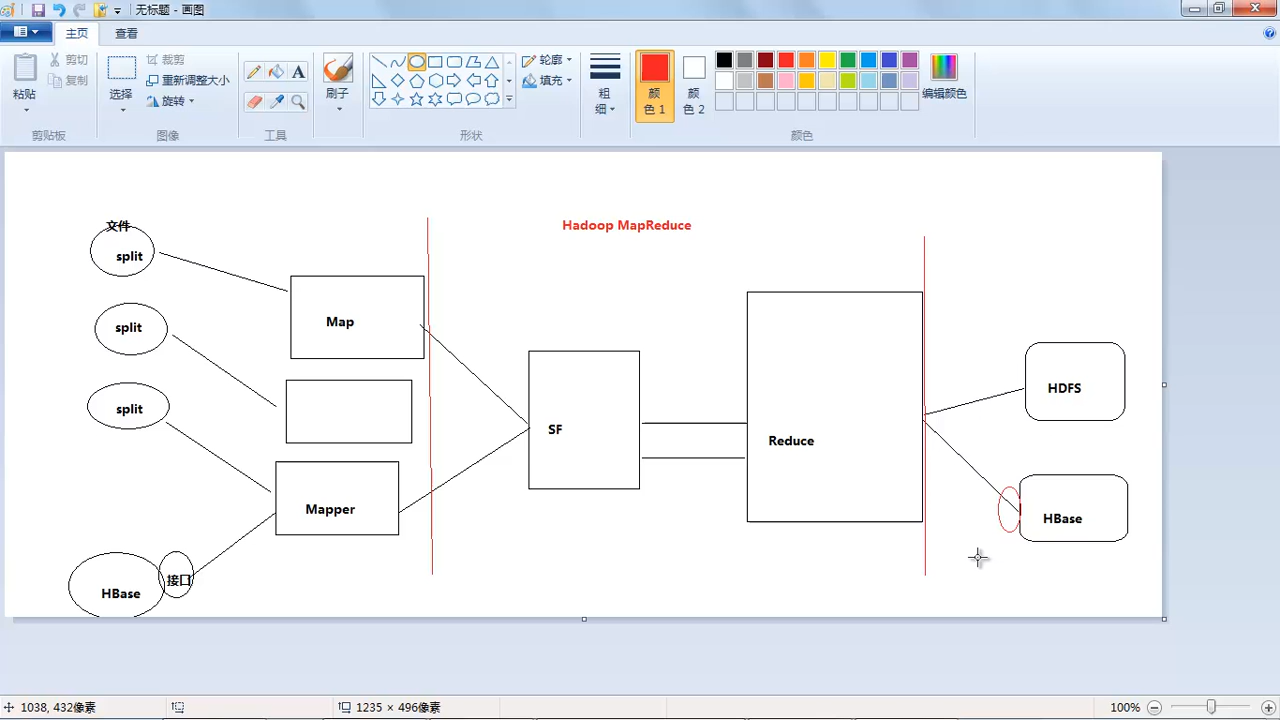 无标题 - 画图
主页
查看
粘贴
剪切
复制
剪贴板
选择
裁剪
重新调整大小
旋转
图像
A
工具
刷子
轮廓
填充
形状
粗
细
颜
色 1
颜
色 2
编辑颜色
颜色
Hadoop MapReduce
文件
split
split
split
HBase
接口
Map
Mapper
SF
Reduce
HDFS
HBase
1038, 432像素
1235 × 496像素
100%